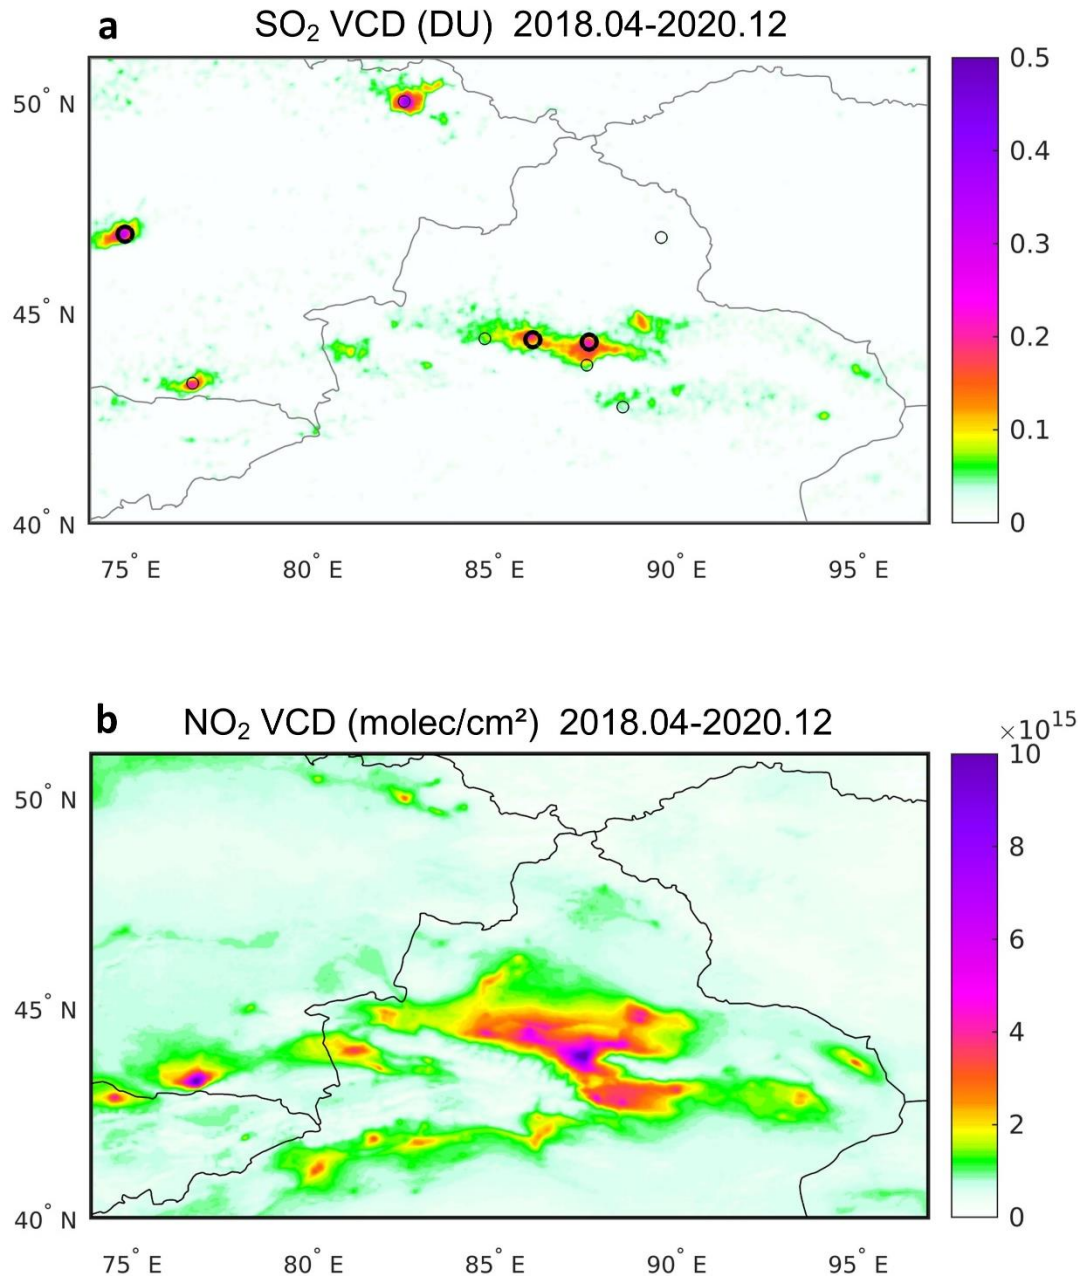 a SO₂ VCD (DU) 2018.04-2020.12
50° N
45° N
40° N
75° E 80° E 85° E 90° E 95° E
0.5
0.4
0.3
0.2
0.1
0
b NO₂ VCD (molec/cm²) 2018.04-2020.12
×10¹⁵
50° N
45° N
40° N
75° E 80° E 85° E 90° E 95° E
10
8
6
4
2
0